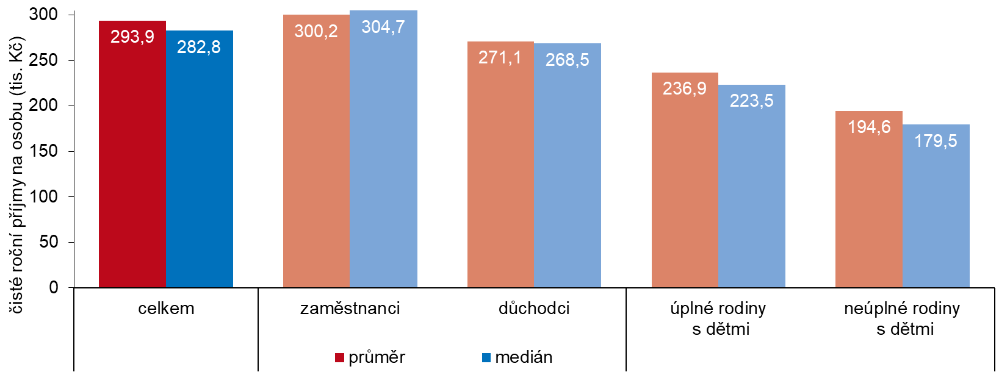 čisté roční příjmy na osobu (tis. Kč)
300
250
200
150
100
50
0
293,9
282,8
300,2
304,7
271,1
268,5
236,9
223,5
194,6
179,5
celkem
zaměstnanci
důchodci
úplné rodiny
s dětmi
neúplné rodiny
s dětmi
průměr
medián